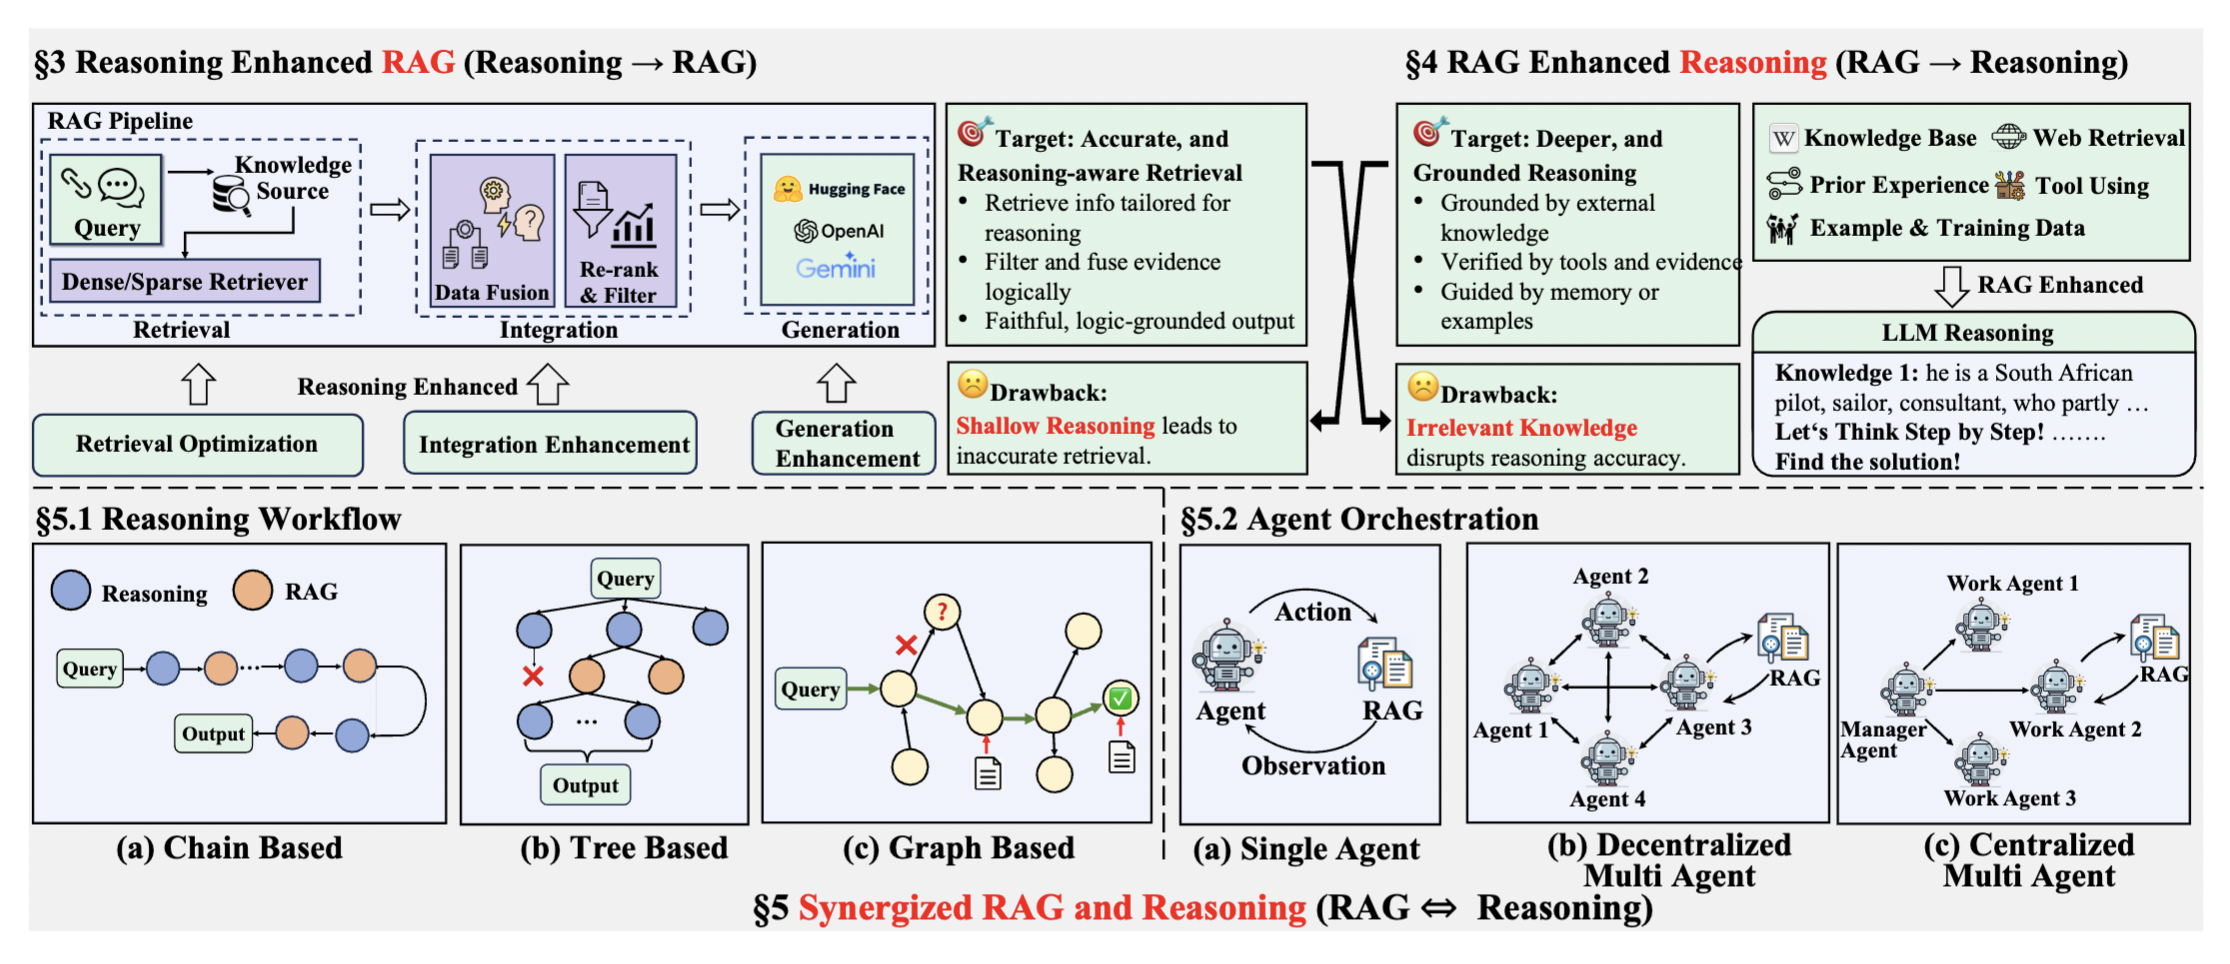 §3 Reasoning Enhanced RAG (Reasoning → RAG)
RAG Pipeline
Query
Knowledge
Source
Dense/Sparse Retriever
Retrieval
Data Fusion
Re-rank
& Filter
Integration
Hugging Face
OpenAI
Gemini
Generation
Reasoning Enhanced
Retrieval Optimization
Integration Enhancement
Generation
Enhancement
Target: Accurate, and
Reasoning-aware Retrieval
• Retrieve info tailored for
reasoning
• Filter and fuse evidence
logically
• Faithful, logic-grounded output
Drawback:
Shallow Reasoning leads to
inaccurate retrieval.
§4 RAG Enhanced Reasoning (RAG → Reasoning)
Target: Deeper, and
Grounded Reasoning
• Grounded by external
knowledge
• Verified by tools and evidence
• Guided by memory or
examples
Drawback:
Irrelevant Knowledge
disrupts reasoning accuracy.
W
Knowledge Base
Web Retrieval
Prior Experience
Tool Using
Example & Training Data
RAG Enhanced
LLM Reasoning
Knowledge 1: he is a South African
pilot, sailor, consultant, who partly …
Let‘s Think Step by Step! …….
Find the solution!
§5.1 Reasoning Workflow
Reasoning
RAG
Query
...
Output
(a) Chain Based
Query
...
Output
(b) Tree Based
Query
?
(c) Graph Based
§5.2 Agent Orchestration
Action
Agent
RAG
Observation
(a) Single Agent
Agent 2
Agent 1
Agent 3
RAG
Agent 4
(b) Decentralized
Multi Agent
Work Agent 1
RAG
Manager
Agent
Work Agent 2
Work Agent 3
(c) Centralized
Multi Agent
§5 Synergized RAG and Reasoning (RAG ⇔ Reasoning)